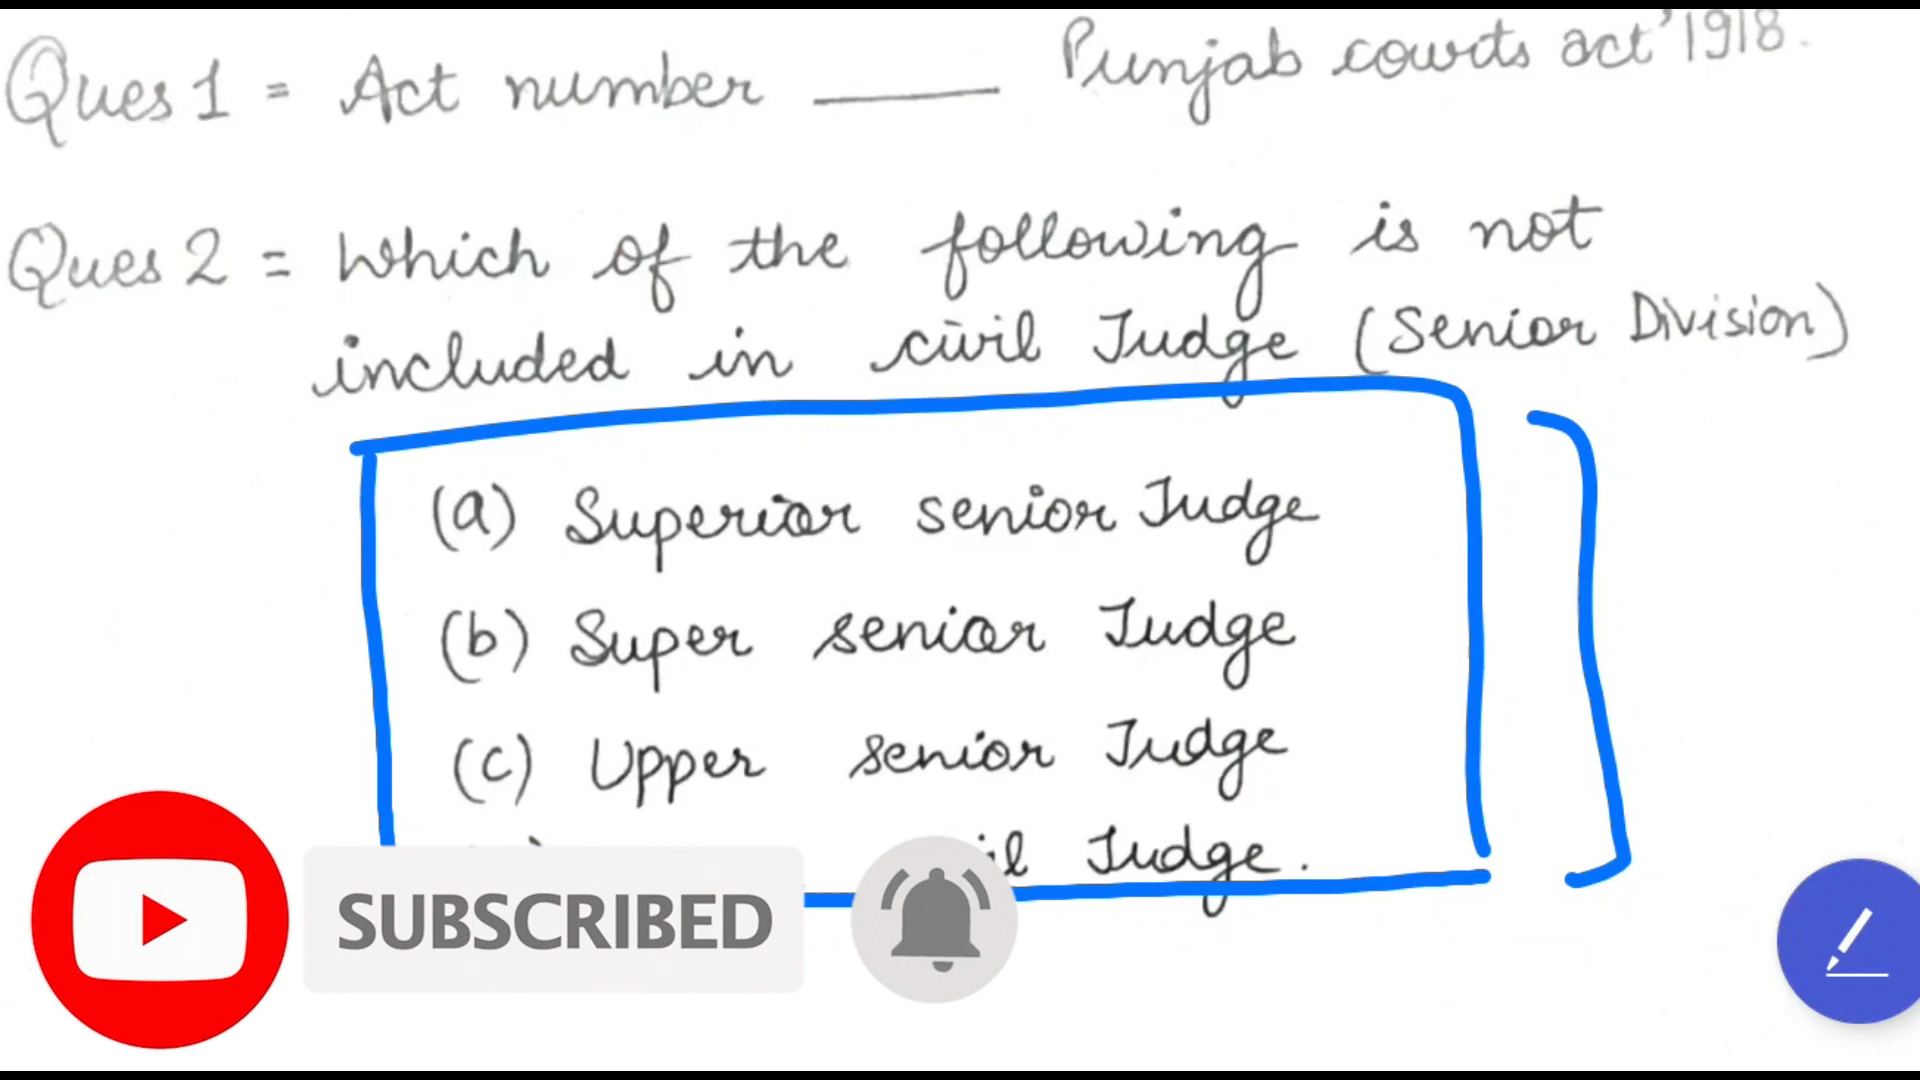 Ques 1 = Act number ____ Punjab courts act '1918.
Ques 2 = Which of the following is not
included in civil Judge (Senior Division)
(a) Superior senior Judge
(b) Super senior Judge
(c) Upper senior Judge
Judge.
SUBSCRIBED